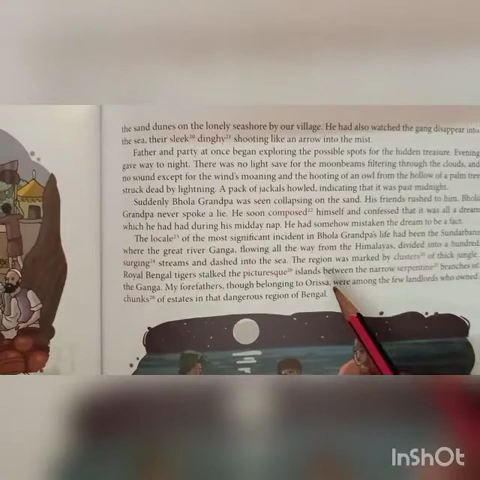 the sand dunes on the lonely seashore by our village. He had also watched the gang disappear into
the sea, their sleek²⁰ dinghy²¹ shooting like an arrow into the mist.
Father and party at once began exploring the possible spots for the hidden treasure. Evening
gave way to night. There was no light save for the moonbeams filtering through the clouds, and
no sound except for the wind's moaning and the hooting of an owl from the hollow of a palm tree
struck dead by lightning. A pack of jackals howled, indicating that it was past midnight.
Suddenly Bhola Grandpa was seen collapsing on the sand. His friends rushed to him. Bhola
Grandpa never spoke a lie. He soon composed²² himself and confessed that it was all a dream
which he had had during his midday nap. He had somehow mistaken the dream to be a fact.
The locale²³ of the most significant incident in Bhola Grandpa's life had been the Sundarbans
where the great river Ganga, flowing all the way from the Himalayas, divided into a hundred
surging²⁴ streams and dashed into the sea. The region was marked by clusters²⁵ of thick jungle.
Royal Bengal tigers stalked the picturesque²⁶ islands between the narrow serpentine²⁷ branches of
the Ganga. My forefathers, though belonging to Orissa, were among the few landlords who owned
chunks²⁸ of estates in that dangerous region of Bengal.
InShOt